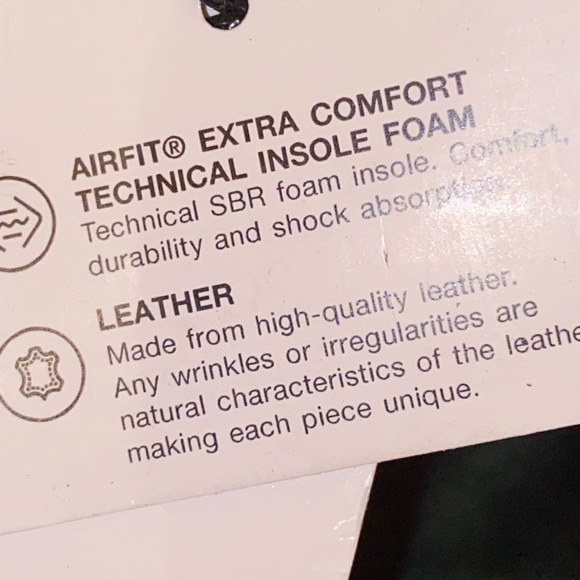 AIRFIT® EXTRA COMFORT
TECHNICAL INSOLE FOAM
Technical SBR foam insole. Comfort,
durability and shock absorption.
LEATHER
Made from high-quality leather.
Any wrinkles or irregularities are
natural characteristics of the leathe
making each piece unique.